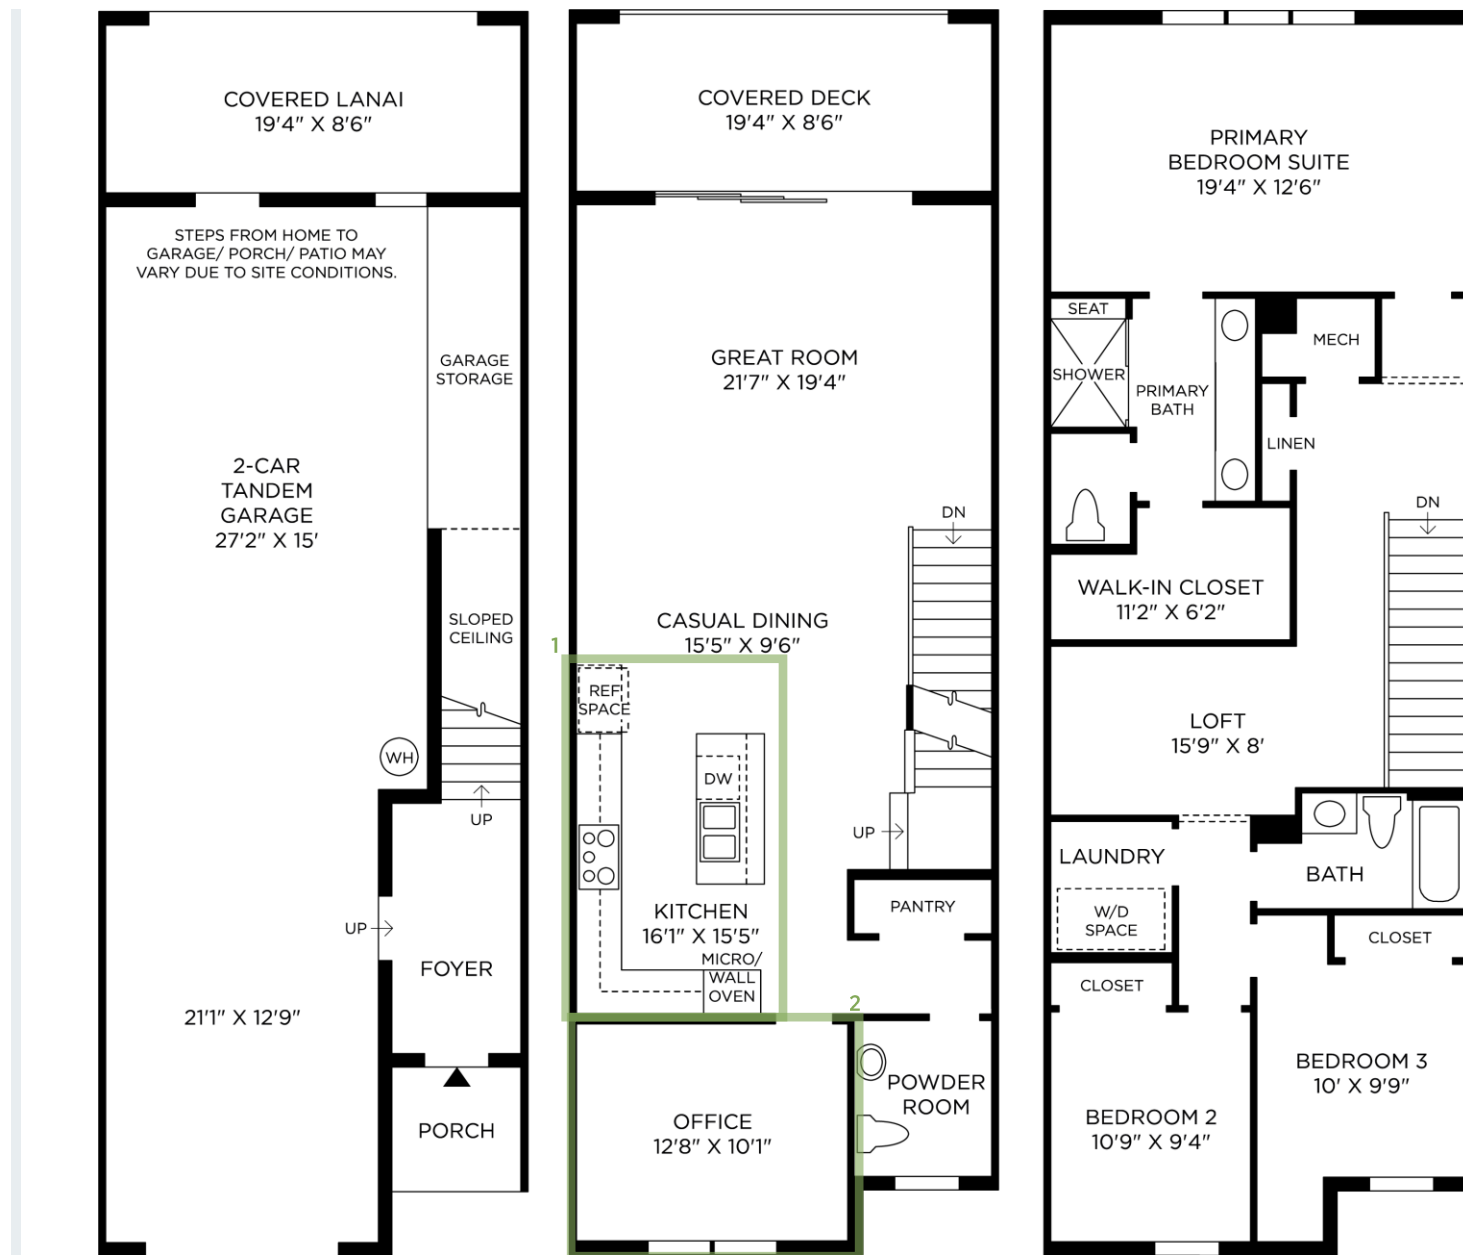 COVERED LANAI
19'4" X 8'6"
STEPS FROM HOME TO
GARAGE/ PORCH/ PATIO MAY
VARY DUE TO SITE CONDITIONS.
GARAGE
STORAGE
2-CAR
TANDEM
GARAGE
27'2" X 15'
SLOPED
CEILING
WH
UP
UP
FOYER
21'1" X 12'9"
PORCH
COVERED DECK
19'4" X 8'6"
GREAT ROOM
21'7" X 19'4"
DN
CASUAL DINING
15'5" X 9'6"
1
REF
SPACE
DW
UP
KITCHEN
16'1" X 15'5"
MICRO/
WALL
OVEN
PANTRY
2
POWDER
ROOM
OFFICE
12'8" X 10'1"
PRIMARY
BEDROOM SUITE
19'4" X 12'6"
SEAT
SHOWER
PRIMARY
BATH
MECH
LINEN
DN
WALK-IN CLOSET
11'2" X 6'2"
LOFT
15'9" X 8'
LAUNDRY
W/D
SPACE
BATH
CLOSET
CLOSET
BEDROOM 3
10' X 9'9"
BEDROOM 2
10'9" X 9'4"